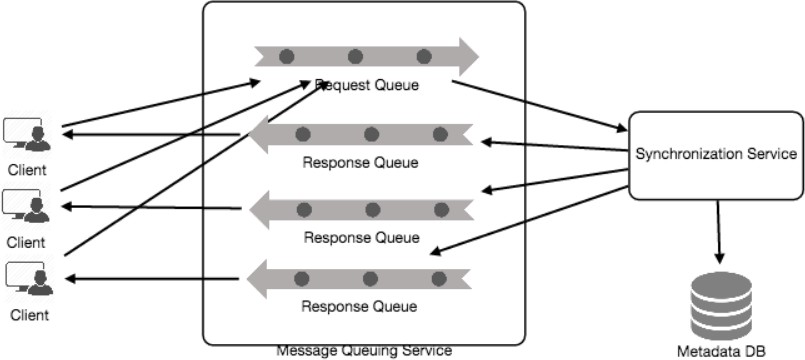 Request Queue
Response Queue
Client
Synchronization Service
Response Queue
Client
Response Queue
Client
Message Queuing Service
Metadata DB